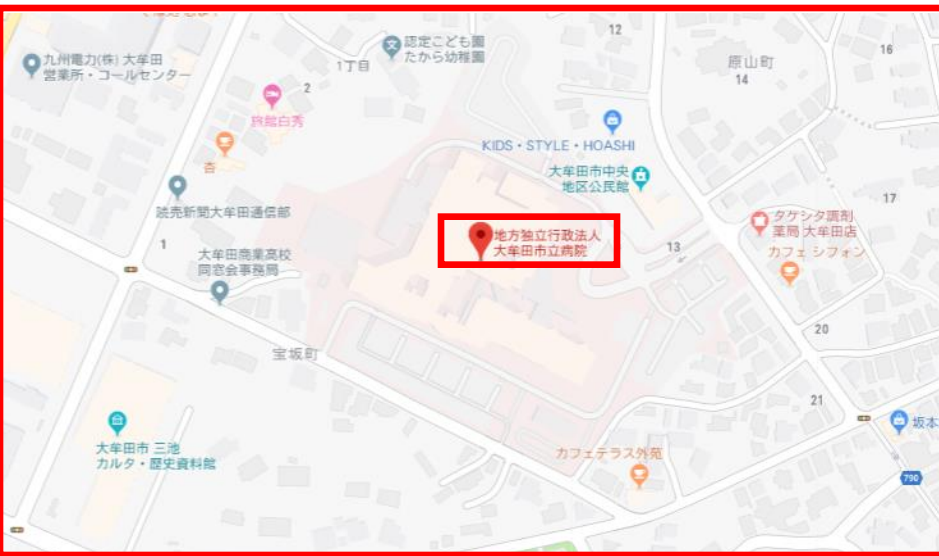 12
認定こども園
たから幼稚園
1丁目
九州電力(株) 大牟田
営業所・コールセンター
原山町
14
16
2
旅館白秀
KIDS・STYLE・HOASHI
杏
大牟田市中央
地区公民館
読売新聞大牟田通信部
17
地方独立行政法人
大牟田市立病院
タケシタ調剤
薬局 大牟田店
1
13
大牟田商業高校
同窓会事務局
カフェ シフォン
20
宝坂町
21
坂本
大牟田市 三池
カルタ・歴史資料館
カフェテラス外苑
790